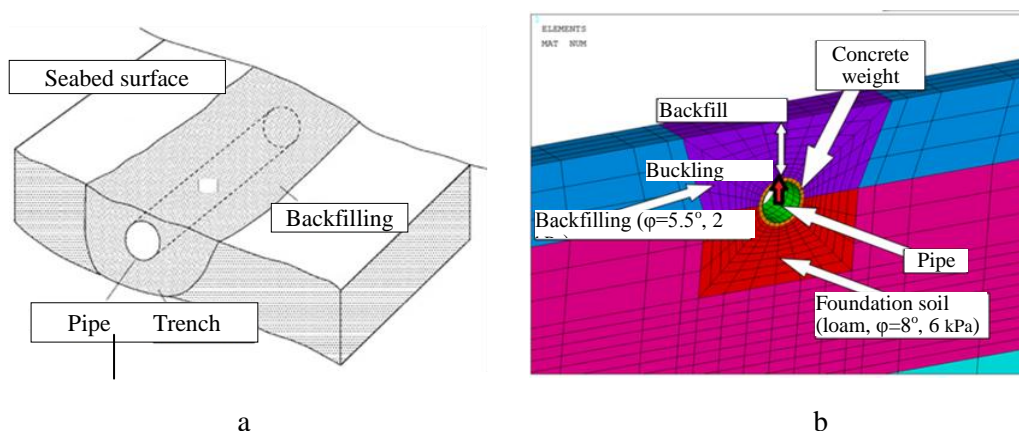 Seabed surface
Backfilling
Pipe Trench
a
1
ELEMENTS
MAT NUM
Concrete
weight
Backfill
Buckling
Backfilling (φ=5.5°, 2
Pipe
Foundation soil
(loam, φ=8°, 6 kPa)
b